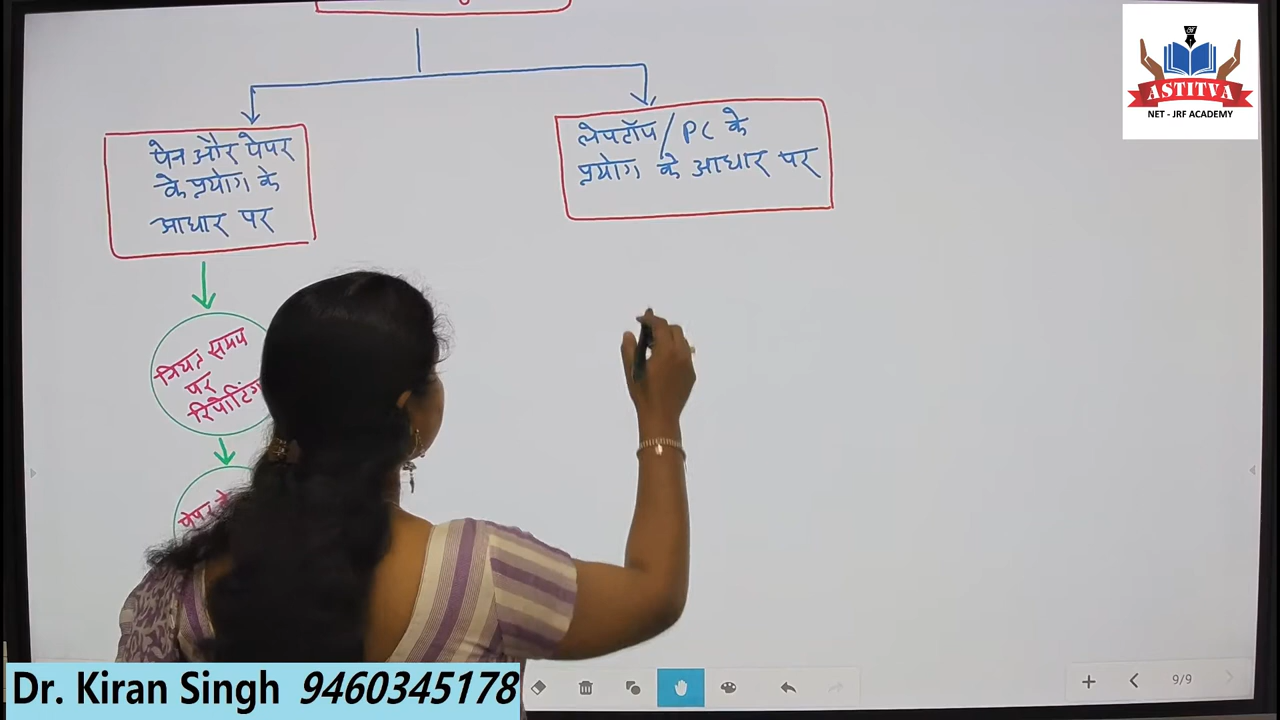 ASTITVA
NET - JRF ACADEMY
पेन और पेपर
के प्रयोग के
आधार पर
लेपटॉप / PC के
प्रयोग के आधार पर
नियत समय
पर
रिपोर्टिंग
पेपर
Dr. Kiran Singh 9460345178
9/9